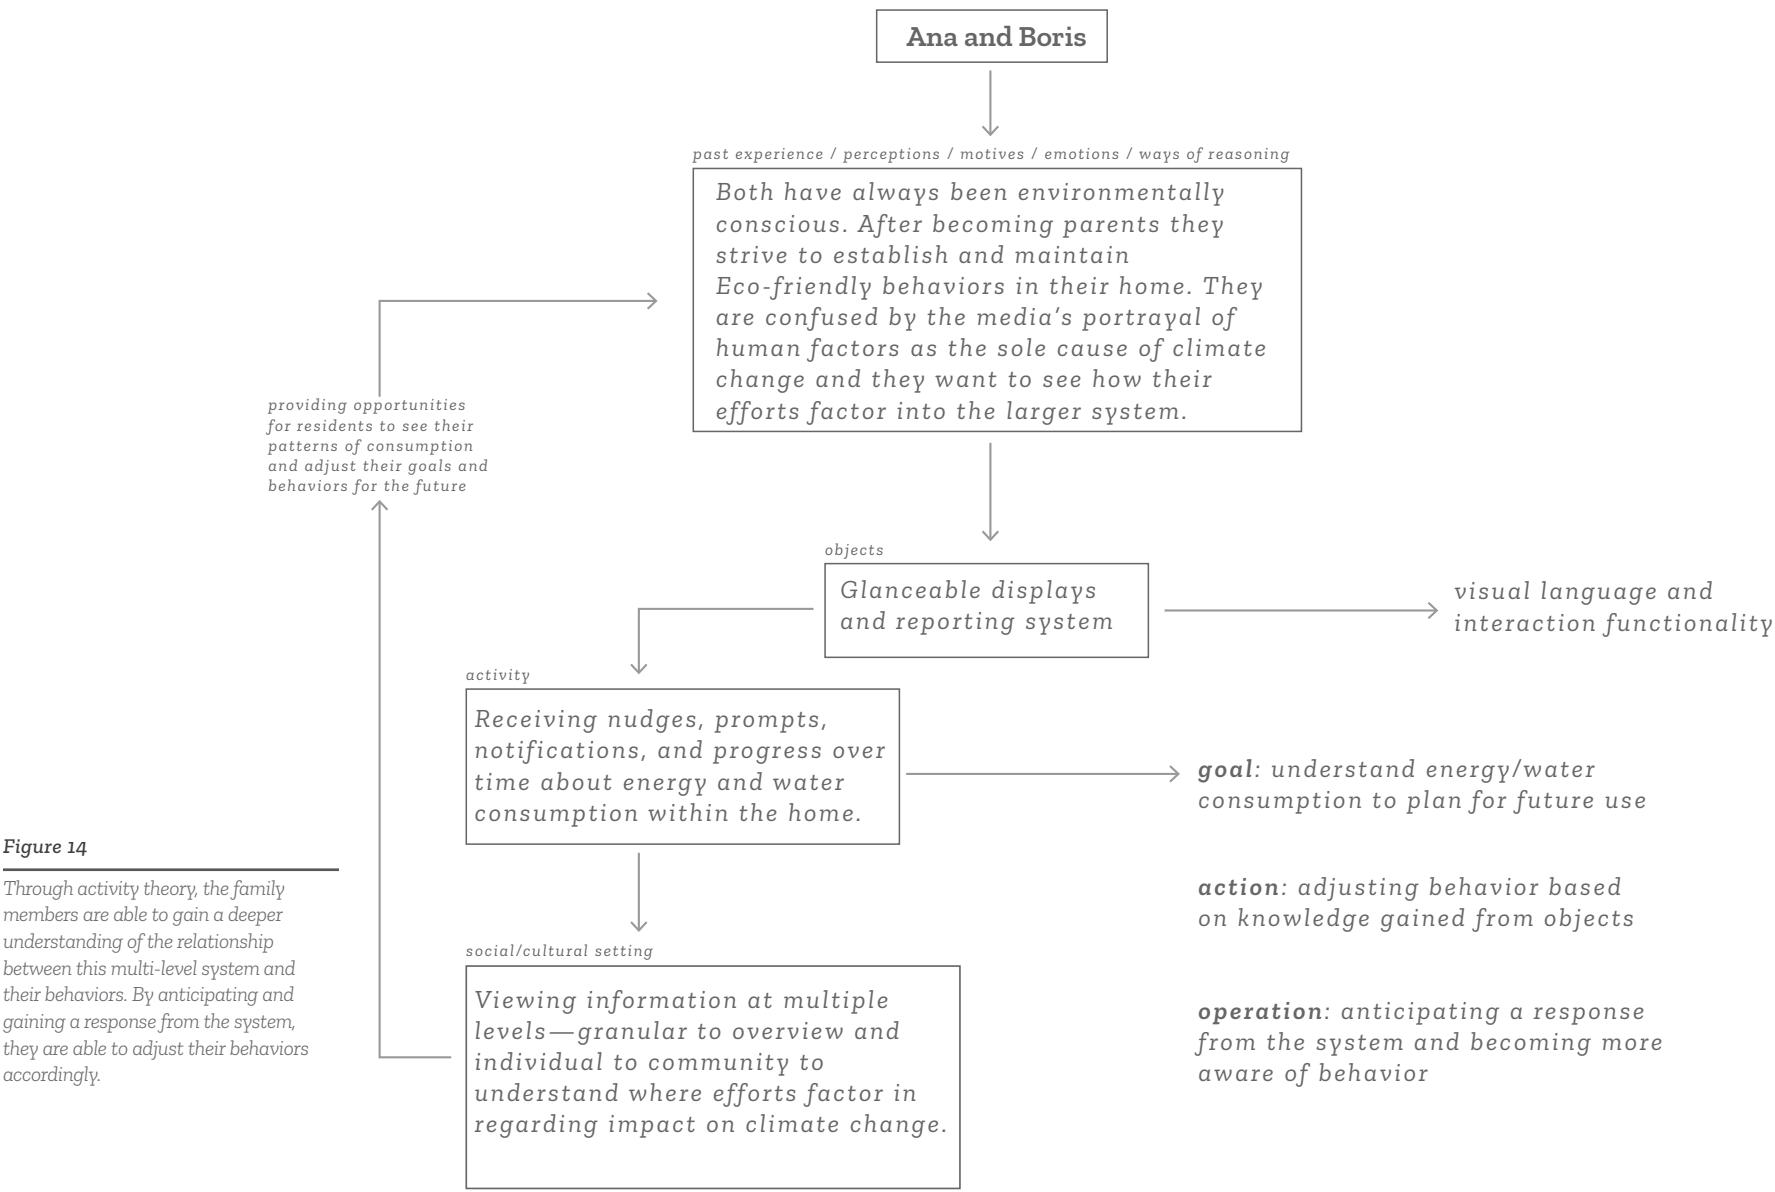 Ana and Boris
past experience / perceptions / motives / emotions / ways of reasoning
Both have always been environmentally
conscious. After becoming parents they
strive to establish and maintain
Eco-friendly behaviors in their home. They
are confused by the media’s portrayal of
human factors as the sole cause of climate
change and they want to see how their
efforts factor into the larger system.
providing opportunities
for residents to see their
patterns of consumption
and adjust their goals and
behaviors for the future
objects
Glanceable displays
and reporting system
visual language and
interaction functionality
activity
Receiving nudges, prompts,
notifications, and progress over
time about energy and water
consumption within the home.
goal: understand energy/water
consumption to plan for future use
action: adjusting behavior based
on knowledge gained from objects
operation: anticipating a response
from the system and becoming more
aware of behavior
social/cultural setting
Viewing information at multiple
levels—granular to overview and
individual to community to
understand where efforts factor in
regarding impact on climate change.
Figure 14
Through activity theory, the family
members are able to gain a deeper
understanding of the relationship
between this multi-level system and
their behaviors. By anticipating and
gaining a response from the system,
they are able to adjust their behaviors
accordingly.